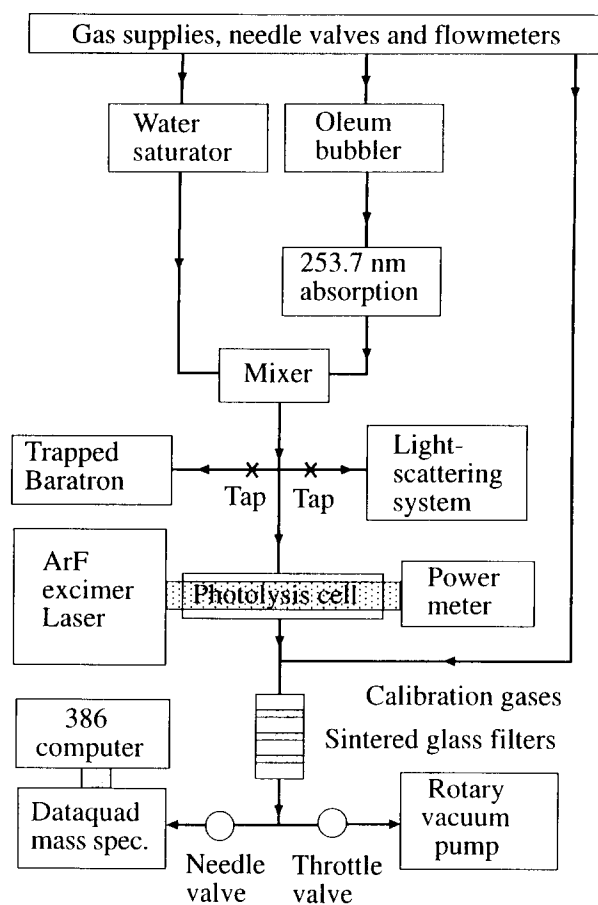 Gas supplies, needle valves and flowmeters
Water
saturator
Oleum
bubbler
253.7 nm
absorption
Mixer
Trapped
Baratron
Tap
Tap
Light-
scattering
system
ArF
excimer
Laser
Photolysis cell
Power
meter
Calibration gases
386
computer
Sintered glass filters
Dataquad
mass spec.
Needle
valve
Throttle
valve
Rotary
vacuum
pump